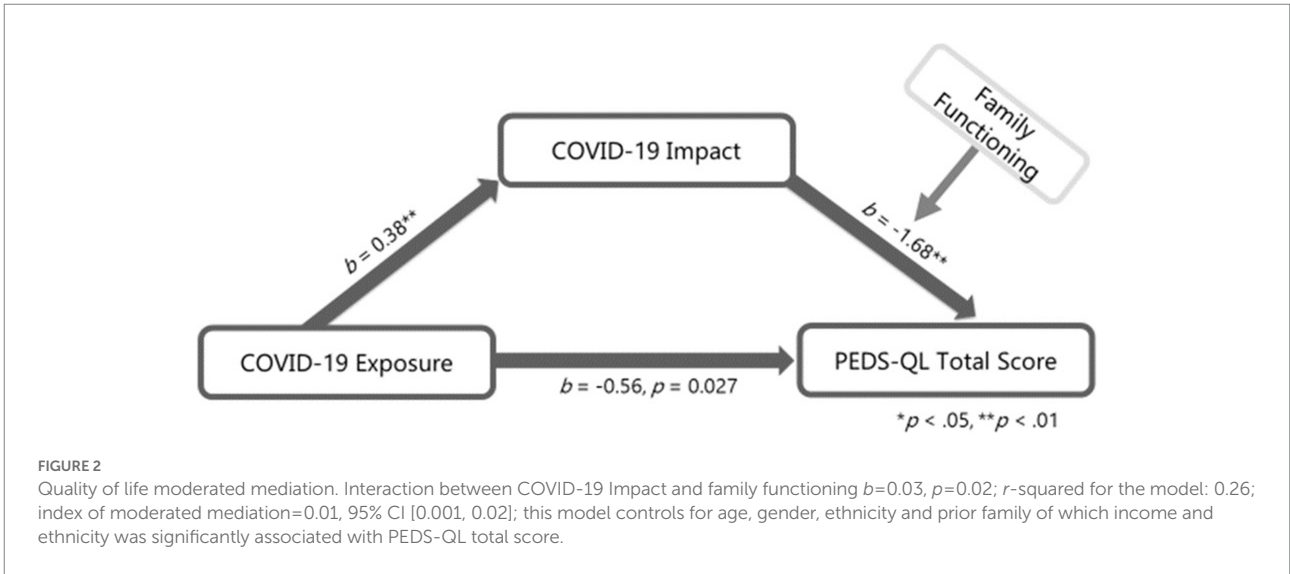 Family
Functioning
COVID-19 Impact
b = 0.38**
b = -1.68**
COVID-19 Exposure
PEDS-QL Total Score
b = -0.56, p = 0.027
*p < .05, **p < .01
FIGURE 2
Quality of life moderated mediation. Interaction between COVID-19 Impact and family functioning b=0.03, p=0.02; r-squared for the model: 0.26;
index of moderated mediation=0.01, 95% CI [0.001, 0.02]; this model controls for age, gender, ethnicity and prior family of which income and
ethnicity was significantly associated with PEDS-QL total score.